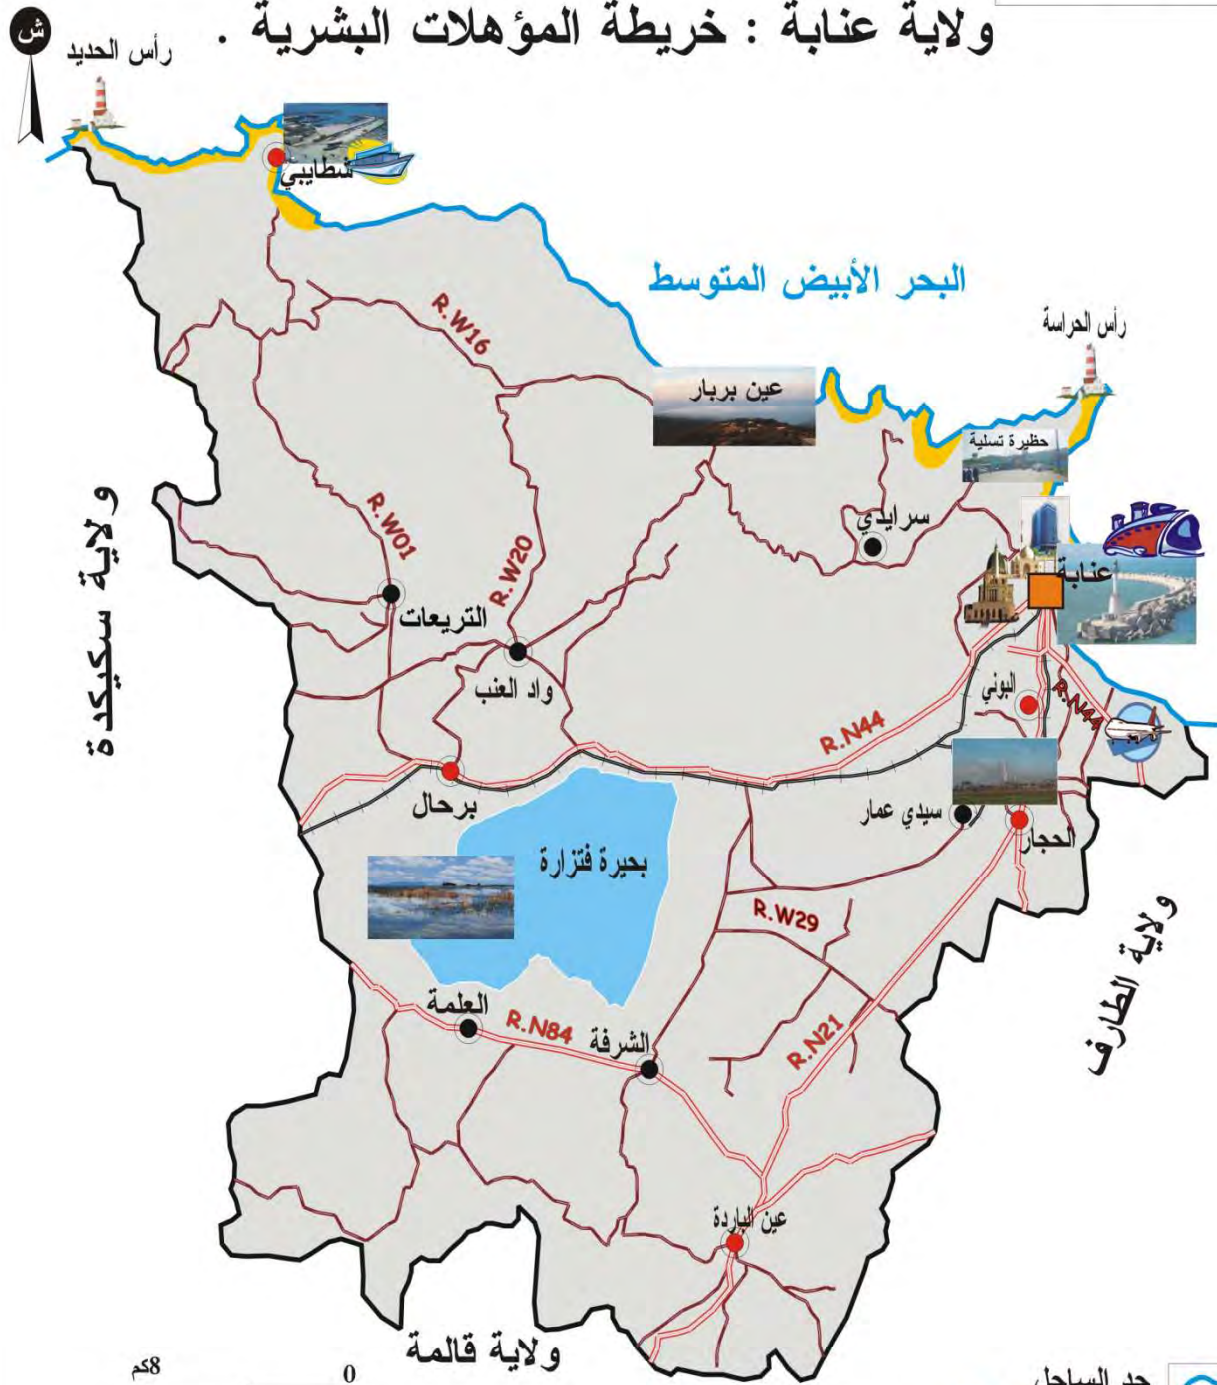 ولاية عنابة : خريطة المؤهلات البشرية .
ش
رأس الحديد
شطايبي
البحر الأبيض المتوسط
رأس الحراسة
R.W16
عين بربار
حظيرة تسلية
سرايدي
R.W01
R.W20
عنابة
ولاية سكيكدة
التريعات
واد العنب
البوني
R.N44
R.N44
برحال
سيدي عمار
الحجار
بحيرة فتزارة
R.W29
ولاية الطارف
العلمة
R.N84
الشرفة
R.N21
عين الباردة
ولاية قالمة
8كم
0
حد الساحل